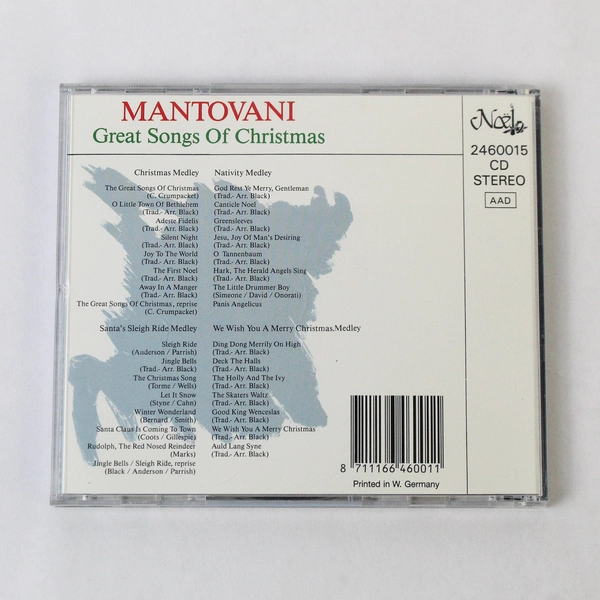 MANTOVANI
Great Songs Of Christmas
Noël
2460015
CD
STEREO
AAD
Christmas Medley
The Great Songs Of Christmas
(C. Crumpacket)
O Little Town Of Bethlehem
(Trad.- Arr. Black)
Adeste Fidelis
(Trad.- Arr. Black)
Silent Night
(Trad.- Arr. Black)
Joy To The World
(Trad.- Arr. Black)
The First Noel
(Trad.- Arr. Black)
Away In A Manger
(Trad.- Arr. Black)
The Great Songs Of Christmas, reprise
(C. Crumpacket)
Nativity Medley
God Rest Ye Merry, Gentleman
(Trad.- Arr. Black)
Canticle Noel
(Trad.- Arr. Black)
Greensleeves
(Trad.- Arr. Black)
Jesu, Joy Of Man's Desiring
(Trad.- Arr. Black)
O Tannenbaum
(Trad.- Arr. Black)
Hark, The Herald Angels Sing
(Trad.- Arr. Black)
The Little Drummer Boy
(Simeone / David / Onorati)
Panis Angelicus
Santa's Sleigh Ride Medley
Sleigh Ride
(Anderson / Parrish)
Jingle Bells
(Trad.- Arr. Black)
The Christmas Song
(Torme / Wells)
Let It Snow
(Styne / Cahn)
Winter Wonderland
(Bernard / Smith)
Santa Claus Is Coming To Town
(Coots / Gillespie)
Rudolph, The Red Nosed Reindeer
(Marks)
Jingle Bells / Sleigh Ride, reprise
(Black / Anderson / Parrish)
We Wish You A Merry Christmas.Medley
Ding Dong Merrily On High
(Trad.- Arr. Black)
Deck The Halls
(Trad.- Arr. Black)
The Holly And The Ivy
(Trad.- Arr. Black)
The Skaters Waltz
(Trad.- Arr. Black)
Good King Wenceslas
(Trad.- Arr. Black)
We Wish You A Merry Christmas
(Trad.- Arr. Black)
Auld Lang Syne
(Trad.- Arr. Black)
8 711166 460011
Printed in W. Germany